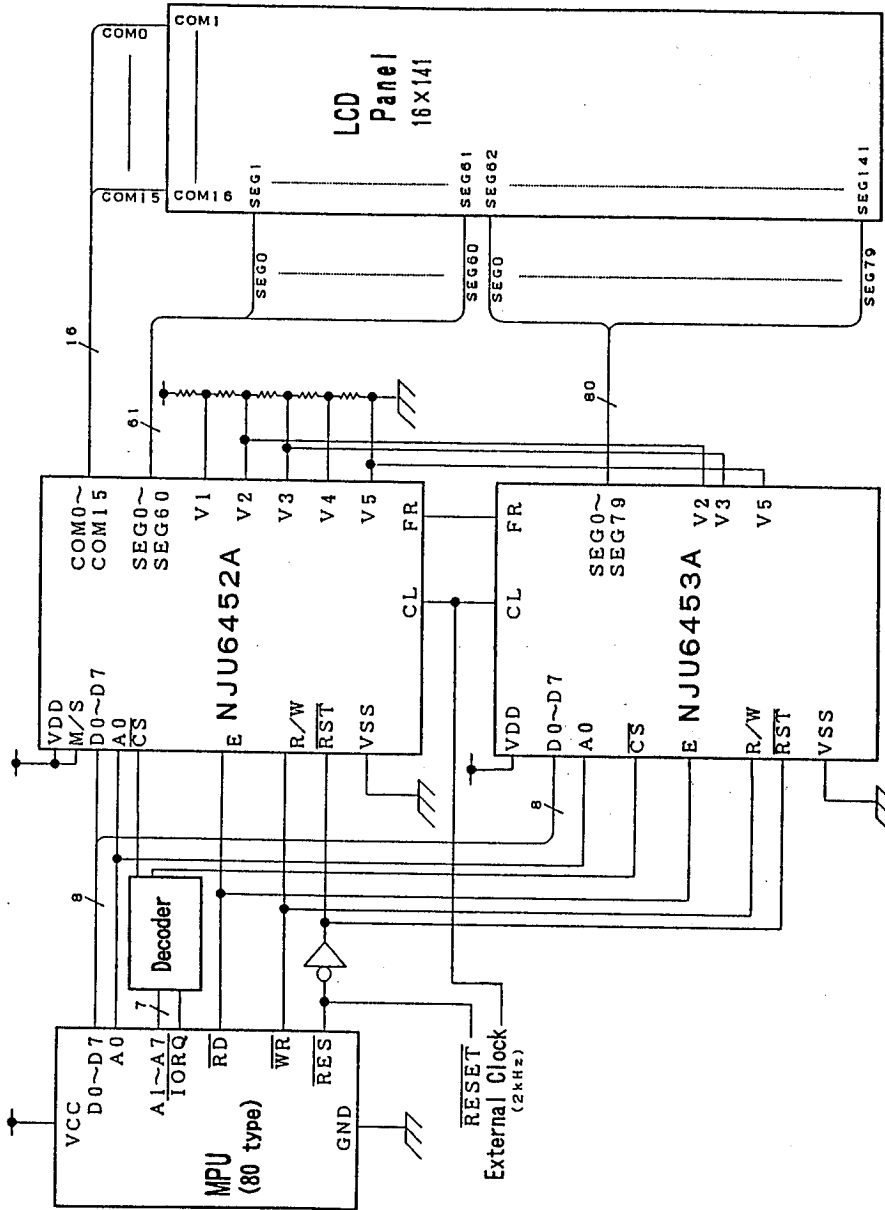 VCC
D0~D7
A0
A1~A7
IORQ
RD
WR
RES
GND
MPU
(80 type)
7
Decoder
8
RESET
External Clock
(2kHz)
VDD
M/S
D0~D7
A0
CS
E
R/W
RST
VSS
NJU6452A
COM0~
COM15
SEG0~
SEG60
V1
V2
V3
V4
V5
FR
CL
8
VDD
D0~D7
A0
CS
E
R/W
RST
VSS
NJU6453A
CL
FR
SEG0~
SEG79
V2
V3
V5
16
61
80
COM0
COM15
SEG0
SEG60
SEG0
SEG79
COM1
COM16
SEG1
SEG61
SEG62
SEG141
LCD
Panel
16×141